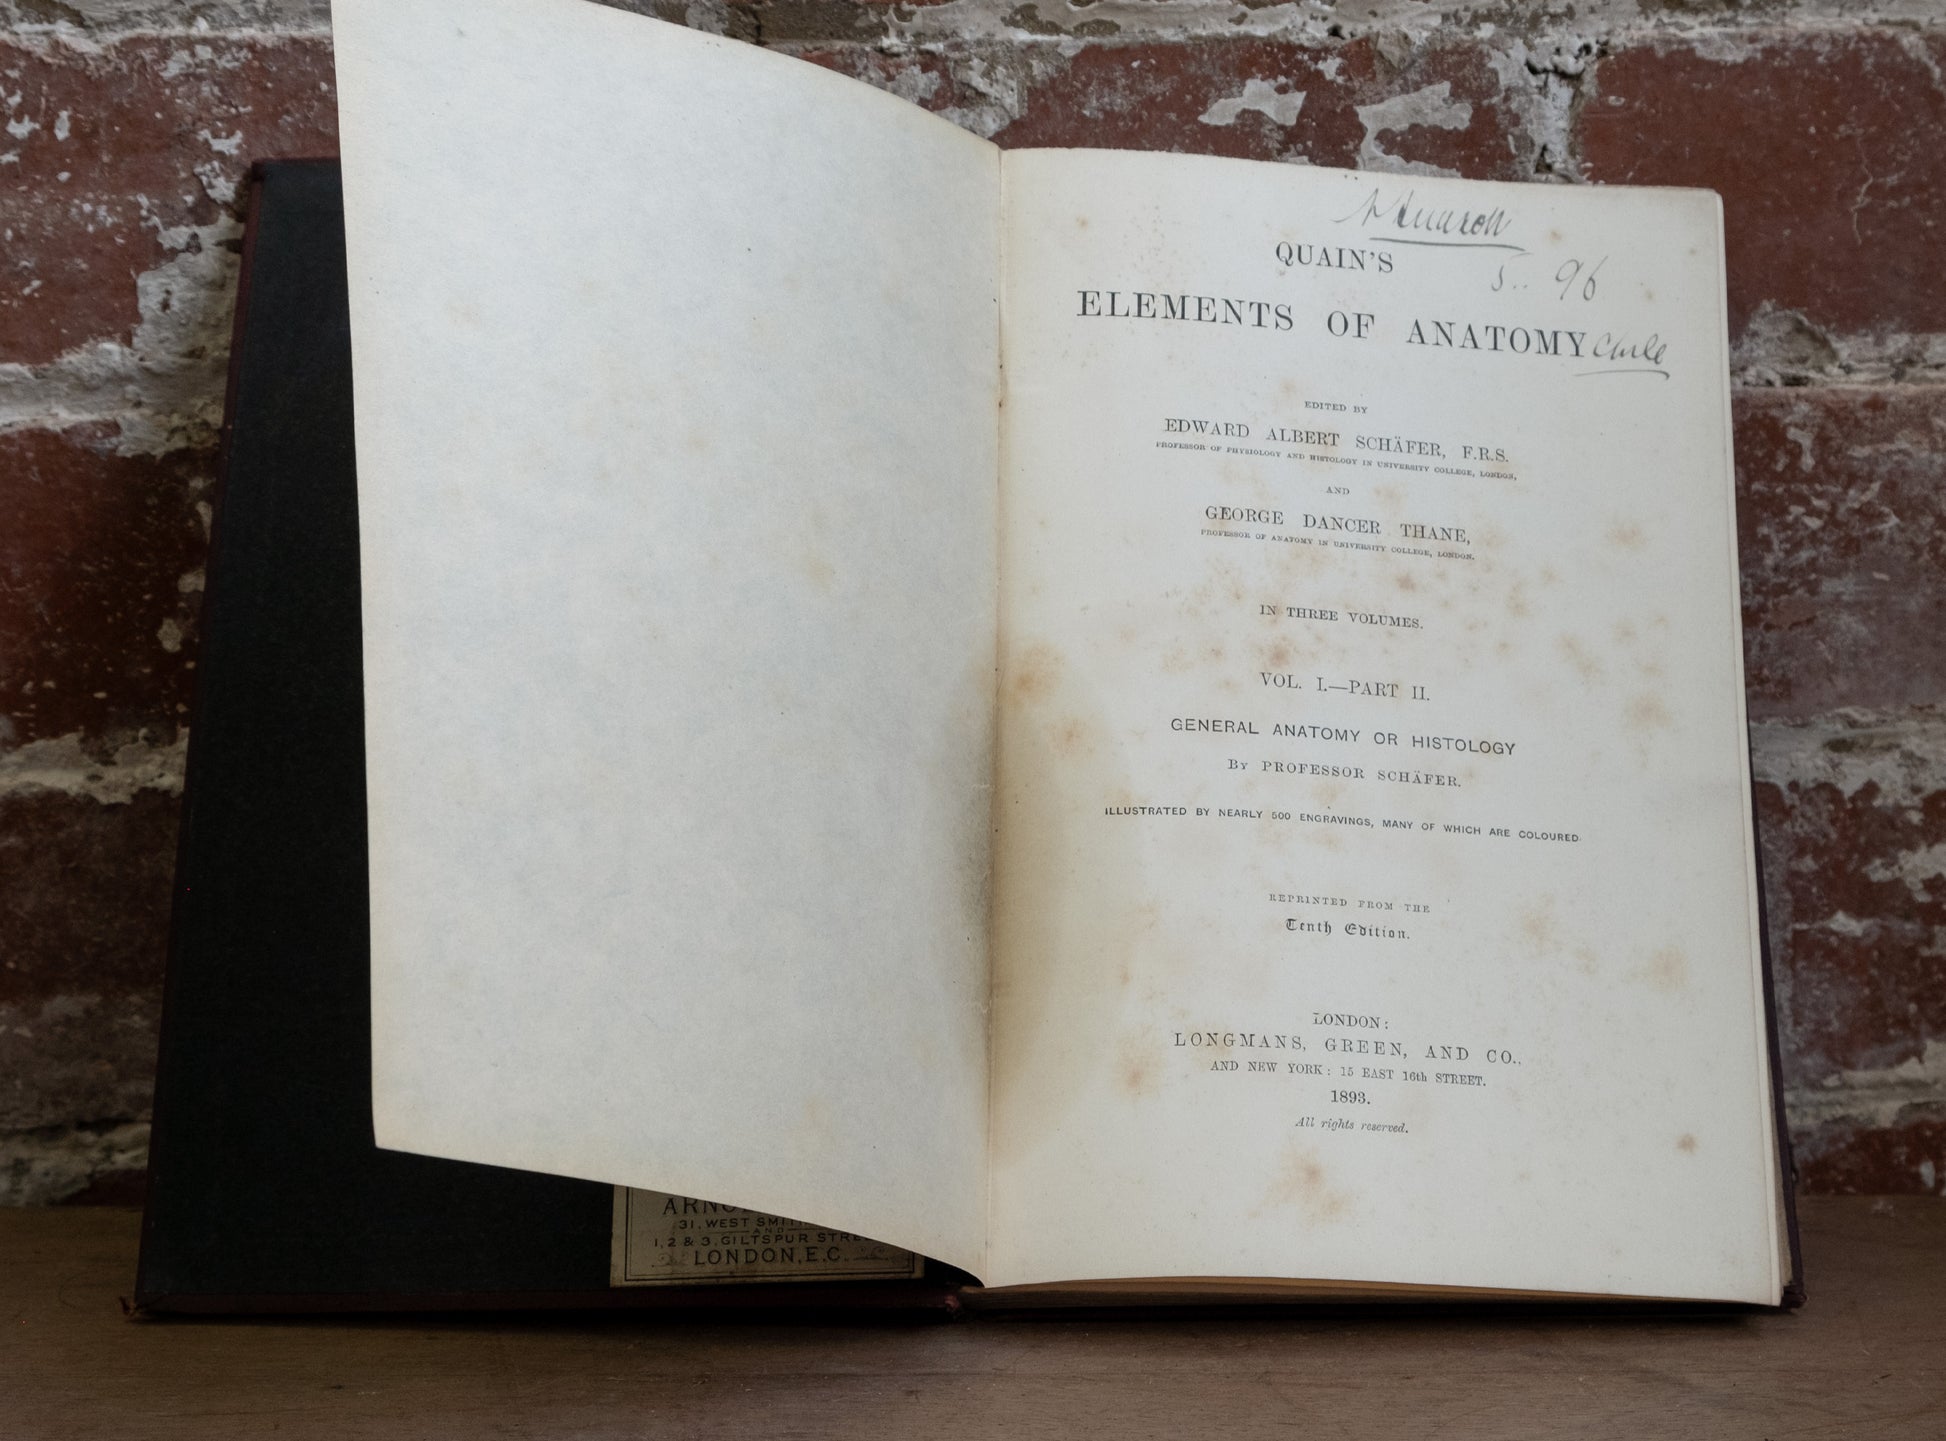 QUAIN'S
5.. 96
ELEMENTS OF ANATOMY
EDITED BY
EDWARD ALBERT SCHÄFER, F.R.S.
PROFESSOR OF PHYSIOLOGY AND HISTOLOGY IN UNIVERSITY COLLEGE, LONDON,
AND
GEORGE DANCER THANE,
PROFESSOR OF ANATOMY IN UNIVERSITY COLLEGE, LONDON.
IN THREE VOLUMES.
VOL. I.—PART II.
GENERAL ANATOMY OR HISTOLOGY
BY PROFESSOR SCHÄFER.
ILLUSTRATED BY NEARLY 500 ENGRAVINGS, MANY OF WHICH ARE COLOURED.
REPRINTED FROM THE
Tenth Edition.
LONDON:
LONGMANS, GREEN, AND CO.,
AND NEW YORK: 15 EAST 16th STREET.
1893.
All rights reserved.
31, WEST
AND
1, 2 & 3, GILTSPUR
LONDON, E.C.